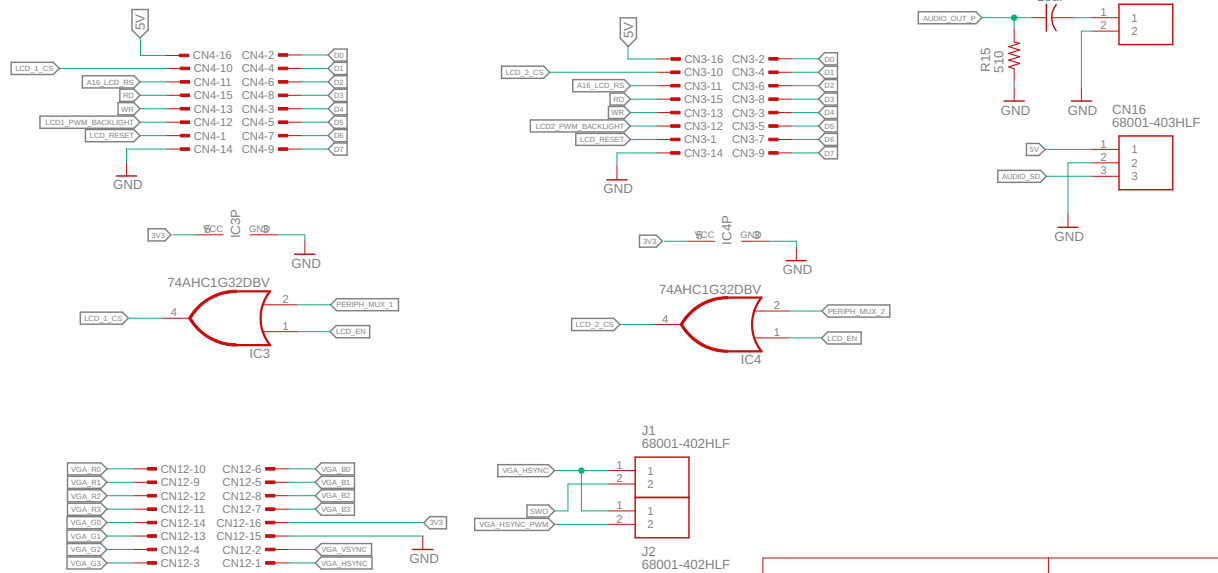 5V
LCD_1_CS
A16_LCD_RS
RD
WR
LCD1_PWM_BACKLIGHT
LCD_RESET
GND
CN4-16 CN4-2 D0
CN4-10 CN4-4 D1
CN4-11 CN4-6 D2
CN4-15 CN4-8 D3
CN4-13 CN4-3 D4
CN4-12 CN4-5 D5
CN4-1 CN4-7 D6
CN4-14 CN4-9 D7
5V
LCD_2_CS
A16_LCD_RS
RD
WR
LCD2_PWM_BACKLIGHT
LCD_RESET
GND
CN3-16 CN3-2 D0
CN3-10 CN3-4 D1
CN3-11 CN3-6 D2
CN3-15 CN3-8 D3
CN3-13 CN3-3 D4
CN3-12 CN3-5 D5
CN3-1 CN3-7 D6
CN3-14 CN3-9 D7
AUDIO_OUT_P
R15
510
GND
GND
1 1
2 2
CN16
68001-403HLF
5V 1 1
2 2
AUDIO_SD 3 3
GND
3V3 VCC IC3P GND
GND
74AHC1G32DBV
LCD_1_CS 4
2 PERIPH_MUX_1
1 LCD_EN
IC3
3V3 VCC IC4P GND
GND
74AHC1G32DBV
LCD_2_CS 4
2 PERIPH_MUX_2
1 LCD_EN
IC4
VGA_R0 CN12-10 CN12-6 VGA_B0
VGA_R1 CN12-9 CN12-5 VGA_B1
VGA_R2 CN12-12 CN12-8 VGA_B2
VGA_R3 CN12-11 CN12-7 VGA_B3
VGA_G0 CN12-14 CN12-16 3V3
VGA_G1 CN12-13 CN12-15
VGA_G2 CN12-4 CN12-2 VGA_VSYNC
VGA_G3 CN12-3 CN12-1 VGA_HSYNC
GND
J1
68001-402HLF
VGA_HSYNC 1 1
2 2
SWO 1 1
VGA_HSYNC_PWM 2 2
J2
68001-402HLF